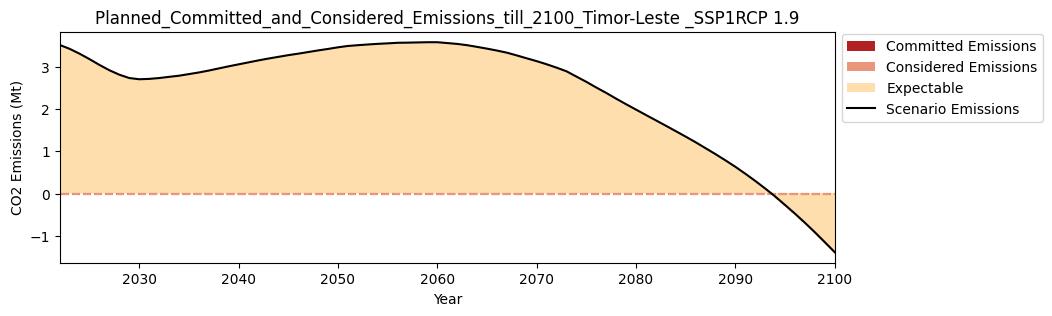 Planned_Committed_and_Considered_Emissions_till_2100_Timor-Leste _SSP1RCP 1.9
Committed Emissions
Considered Emissions
Expectable
Scenario Emissions
CO2 Emissions (Mt)
3
2
1
0
−1
2030 2040 2050 2060 2070 2080 2090 2100
Year